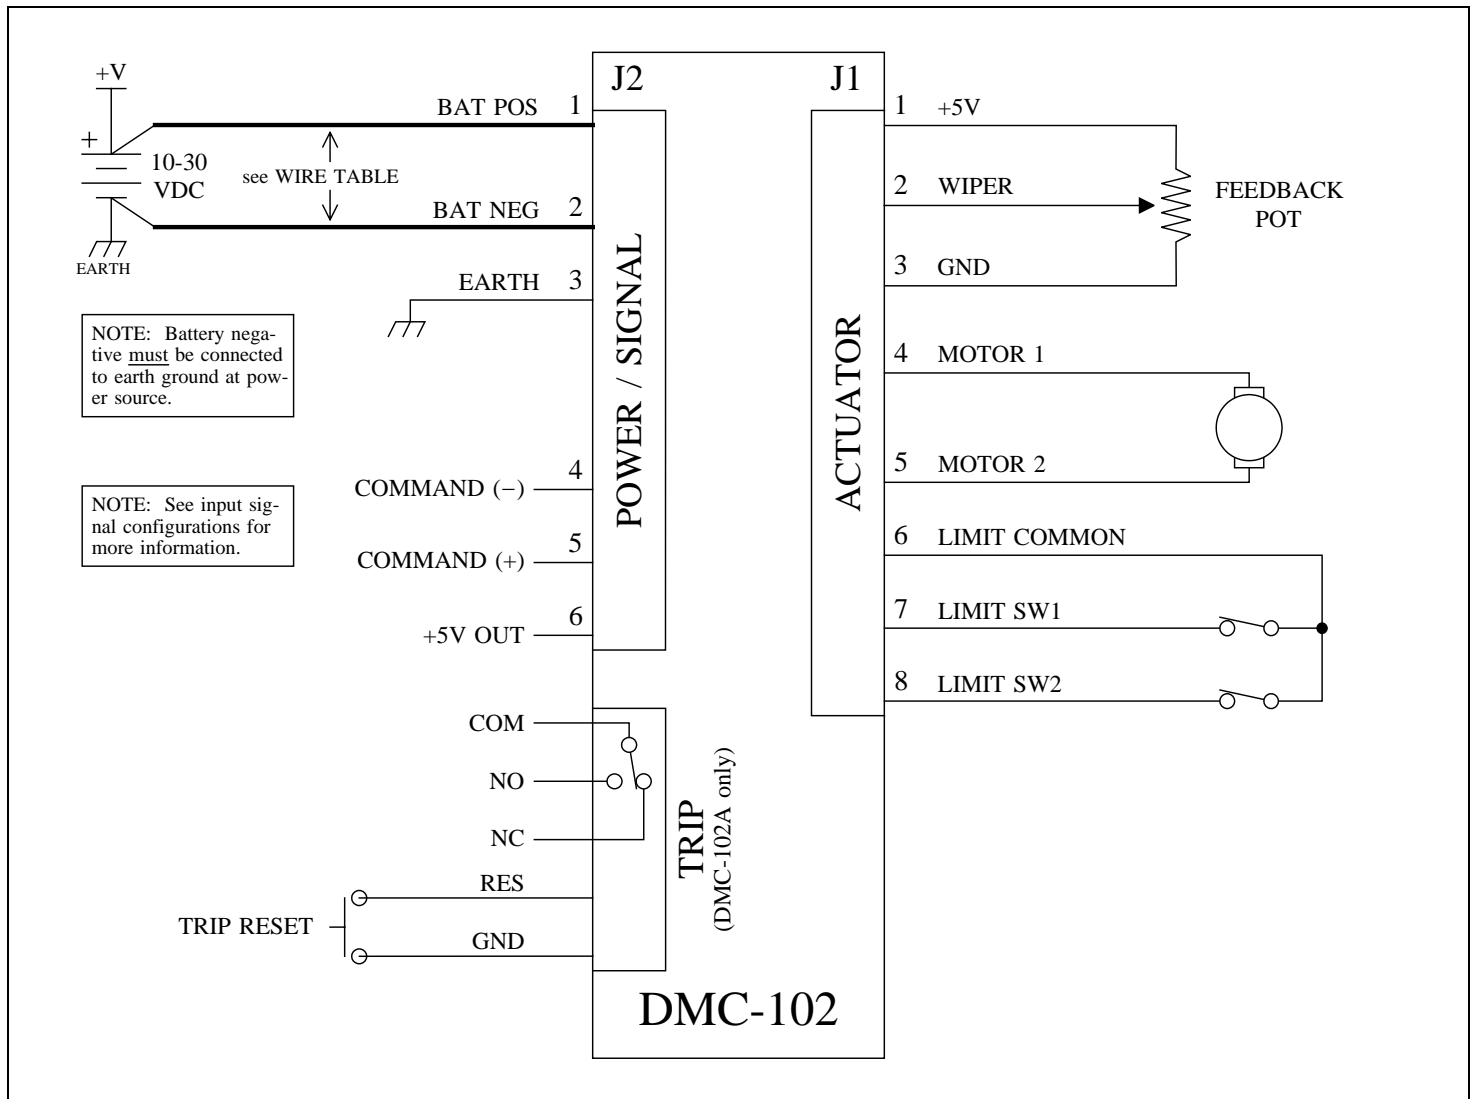 +V
+
10-30
VDC
EARTH
BAT POS 1
see WIRE TABLE
BAT NEG 2
EARTH 3
NOTE: Battery nega-
tive must be connected
to earth ground at pow-
er source.
NOTE: See input sig-
nal configurations for
more information.
COMMAND (−) 4
COMMAND (+) 5
+5V OUT 6
J2
POWER / SIGNAL
COM
NO
NC
RES
GND
TRIP RESET
TRIP
(DMC-102A only)
DMC-102
J1
ACTUATOR
1 +5V
2 WIPER
3 GND
FEEDBACK
POT
4 MOTOR 1
5 MOTOR 2
6 LIMIT COMMON
7 LIMIT SW1
8 LIMIT SW2